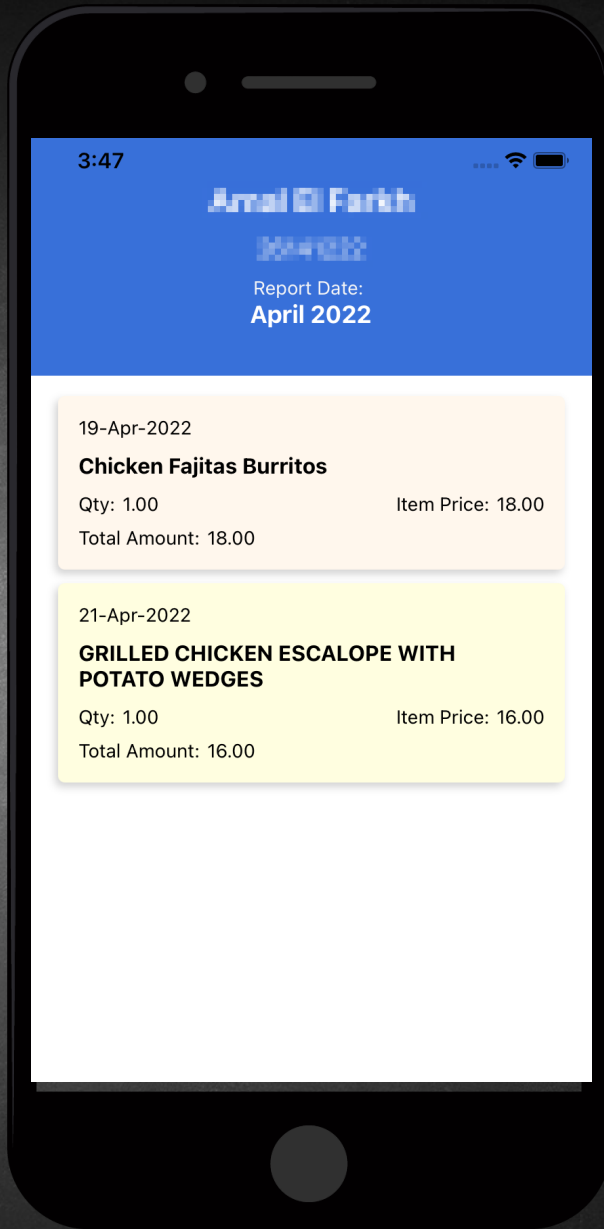 3:47
Report Date:
April 2022
19-Apr-2022
Chicken Fajitas Burritos
Qty: 1.00 Item Price: 18.00
Total Amount: 18.00
21-Apr-2022
GRILLED CHICKEN ESCALOPE WITH
POTATO WEDGES
Qty: 1.00 Item Price: 16.00
Total Amount: 16.00